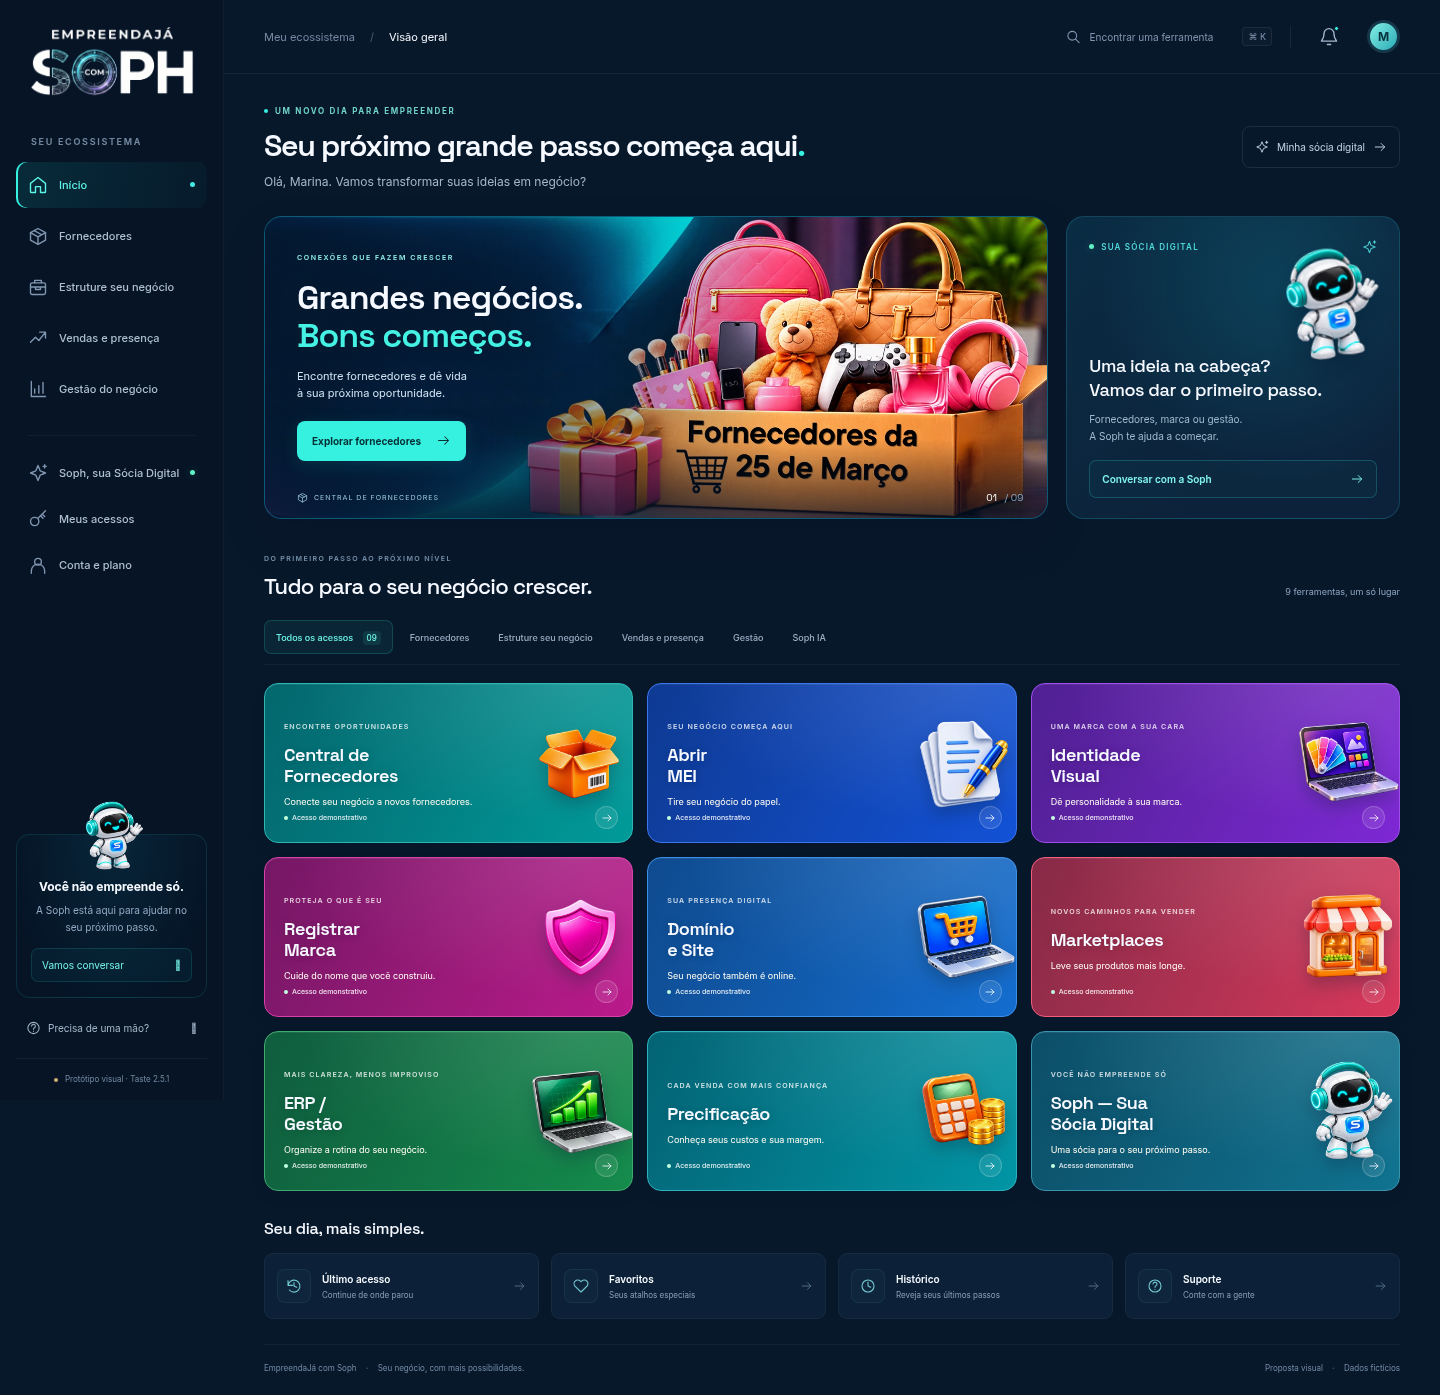 EMPREENDAJÁ
SOPH
COM
SEU ECOSSISTEMA
Início
Fornecedores
Estruture seu negócio
Vendas e presença
Gestão do negócio
Soph, sua Sócia Digital
Meus acessos
Conta e plano
Você não empreende só.
A Soph está aqui para ajudar no
seu próximo passo.
Vamos conversar
Precisa de uma mão?
Protótipo visual · Taste 2.5.1
Meu ecossistema / Visão geral
Encontrar uma ferramenta
⌘ K
M
UM NOVO DIA PARA EMPREENDER
Seu próximo grande passo começa aqui.
Olá, Marina. Vamos transformar suas ideias em negócio?
Minha sócia digital
CONEXÕES QUE FAZEM CRESCER
Grandes negócios.
Bons começos.
Encontre fornecedores e dê vida
à sua próxima oportunidade.
Explorar fornecedores
CENTRAL DE FORNECEDORES
Fornecedores da
25 de Março
01 / 09
SUA SÓCIA DIGITAL
S
Uma ideia na cabeça?
Vamos dar o primeiro passo.
Fornecedores, marca ou gestão.
A Soph te ajuda a começar.
Conversar com a Soph
DO PRIMEIRO PASSO AO PRÓXIMO NÍVEL
Tudo para o seu negócio crescer.
9 ferramentas, um só lugar
Todos os acessos 09
Fornecedores
Estruture seu negócio
Vendas e presença
Gestão
Soph IA
ENCONTRE OPORTUNIDADES
Central de
Fornecedores
Conecte seu negócio a novos fornecedores.
Acesso demonstrativo
SEU NEGÓCIO COMEÇA AQUI
Abrir
MEI
Tire seu negócio do papel.
Acesso demonstrativo
UMA MARCA COM A SUA CARA
Identidade
Visual
Dê personalidade à sua marca.
Acesso demonstrativo
PROTEJA O QUE É SEU
Registrar
Marca
Cuide do nome que você construiu.
Acesso demonstrativo
SUA PRESENÇA DIGITAL
Domínio
e Site
Seu negócio também é online.
Acesso demonstrativo
NOVOS CAMINHOS PARA VENDER
Marketplaces
Leve seus produtos mais longe.
Acesso demonstrativo
MAIS CLAREZA, MENOS IMPROVISO
ERP /
Gestão
Organize a rotina do seu negócio.
Acesso demonstrativo
CADA VENDA COM MAIS CONFIANÇA
Precificação
Conheça seus custos e sua margem.
Acesso demonstrativo
VOCÊ NÃO EMPREENDE SÓ
Soph — Sua
Sócia Digital
Uma sócia para o seu próximo passo.
Acesso demonstrativo
S
Seu dia, mais simples.
Último acesso
Continue de onde parou
Favoritos
Seus atalhos especiais
Histórico
Reveja seus últimos passos
Suporte
Conte com a gente
EmpreendaJá com Soph · Seu negócio, com mais possibilidades.
Proposta visual · Dados fictícios